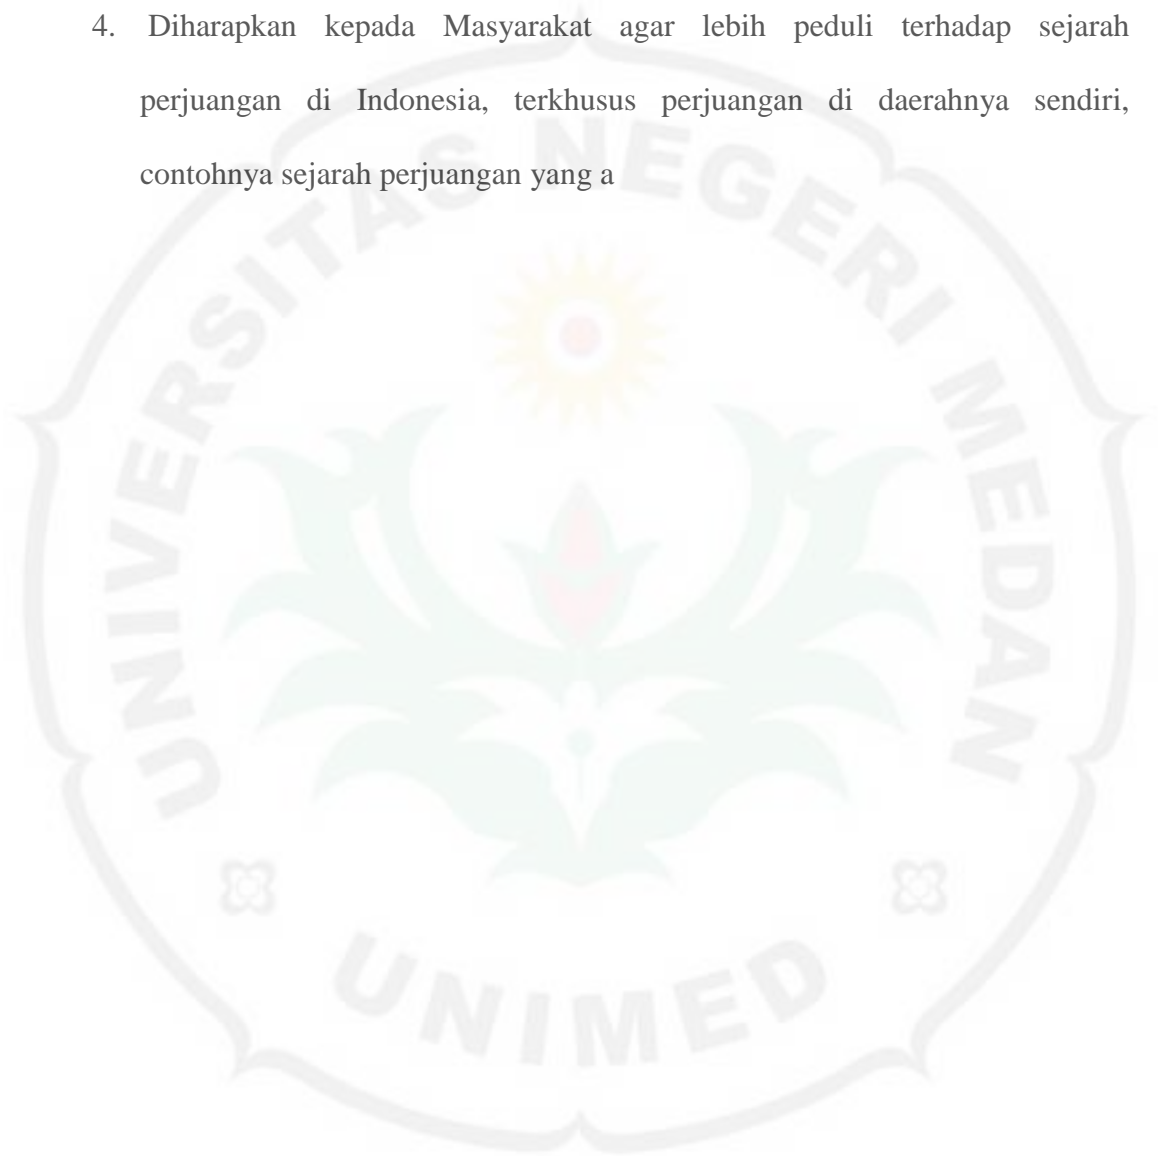 4. Diharapkan kepada Masyarakat agar lebih peduli terhadap sejarah
perjuangan di Indonesia, terkhusus perjuangan di daerahnya sendiri,
contohnya sejarah perjuangan yang a
UNIVERSITAS NEGERI MEDAN
UNIMED